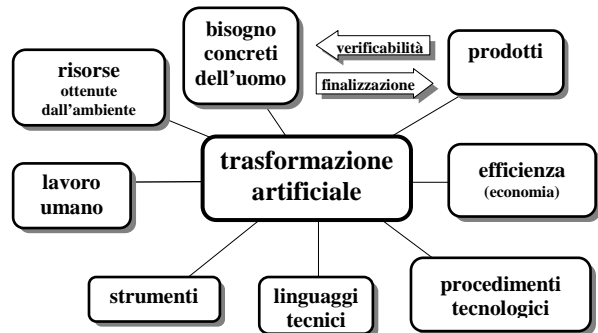 bisogno
concreti
dell'uomo
verificabilità
finalizzazione
prodotti
risorse
ottenute
dall'ambiente
trasformazione
artificiale
efficienza
(economia)
lavoro
umano
strumenti
linguaggi
tecnici
procedimenti
tecnologici